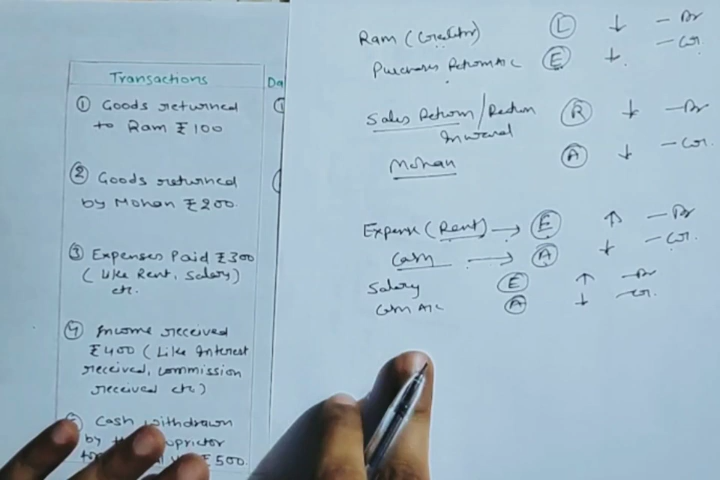 Transactions
① Goods returned
to Ram ₹100
② Goods returned
by Mohan ₹200
③ Expenses Paid ₹300
(Like Rent, Salary)
etc.
④ Income received
₹400 (Like Interest
received, commission
received etc)
Cash withdrawn
by
₹500
Da
Ram (Creditor) L ↓ - Dr
Purchases Return A/c E ↓ - Cr.
Sales Return / Return R ↓ - Dr
Inward
Mohan A ↓ - Cr.
Expense (Rent) → E ↑ - Dr
Cash → A ↓ - Cr.
Salary E ↑ - Dr
Cash A/c A ↓ - Cr.